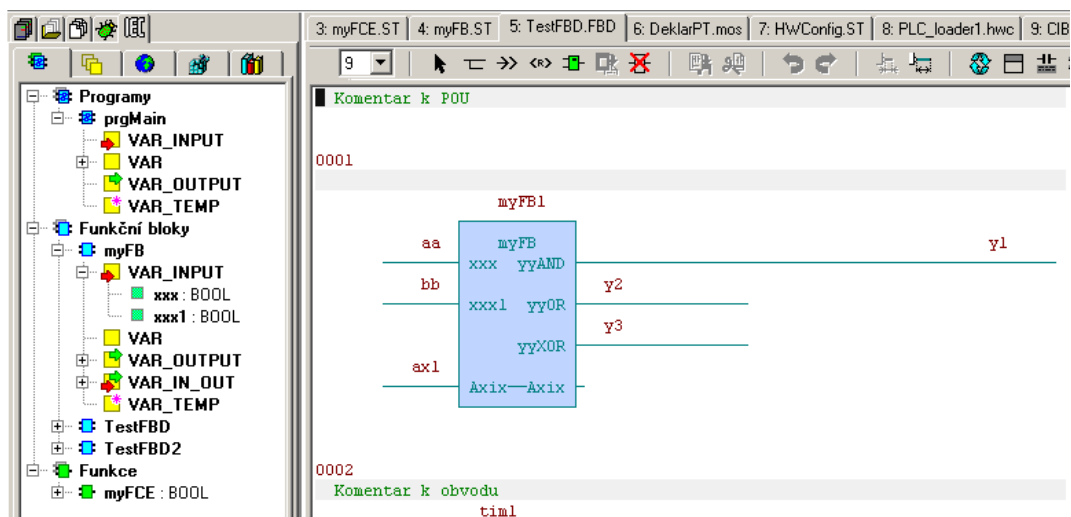 3: myFCE.ST 4: myFB.ST 5: TestFBD.FBD 6: DeklarPT.mos 7: HWConfig.ST 8: PLC_loader1.hwc 9: CIB
9
<R>
Programy
prgMain
VAR_INPUT
VAR
VAR_OUTPUT
VAR_TEMP
Funkční bloky
myFB
VAR_INPUT
xxx : BOOL
xxx1 : BOOL
VAR
VAR_OUTPUT
VAR_IN_OUT
VAR_TEMP
TestFBD
TestFBD2
Funkce
myFCE : BOOL
Komentar k POU
0001
myFB1
aa myFB y1
xxx yyAND
bb y2
xxx1 yyOR
y3
yyXOR
ax1
Axix Axix
0002
Komentar k obvodu
tim1